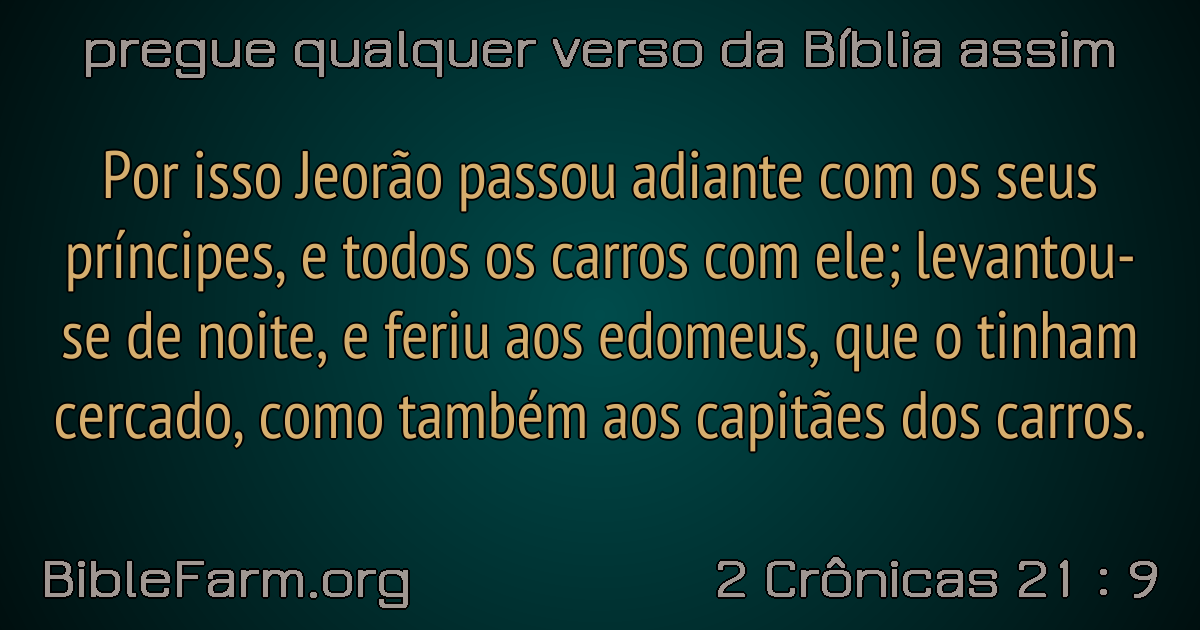 pregue qualquer verso da Bíblia assim
Por isso Jeorão passou adiante com os seus
príncipes, e todos os carros com ele; levantou-
se de noite, e feriu aos edomeus, que o tinham
cercado, como também aos capitães dos carros.
BibleFarm.org
2 Crônicas 21 : 9